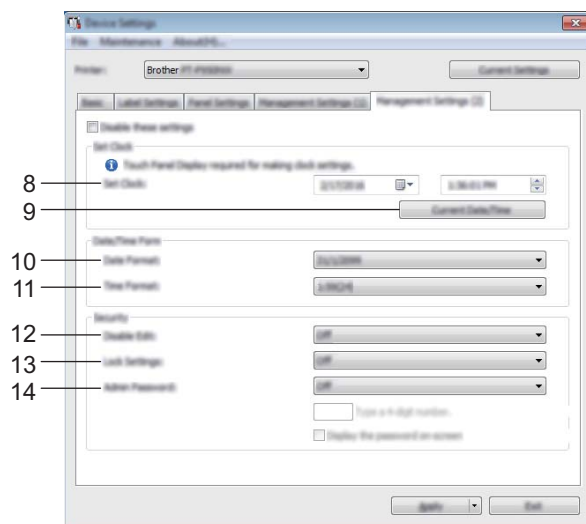 Device Settings
File Maintenance About(H)...
Printer: Brother Current Settings
Basic Label Settings Panel Settings Management Settings (1) Management Settings (2)
Disable these settings
Set Clock
Touch Panel Display required for making clock settings.
8 Set Clock: 2/17/2016 1:36:01 PM
9 Current Date/Time
Date/Time Form
10 Date Format:
11 Time Format:
Security
12 Disable Edit: Off
13 Lock Settings: Off
14 Admin Password: Off
Type a 4-digit number.
Display the password on screen
Apply Exit